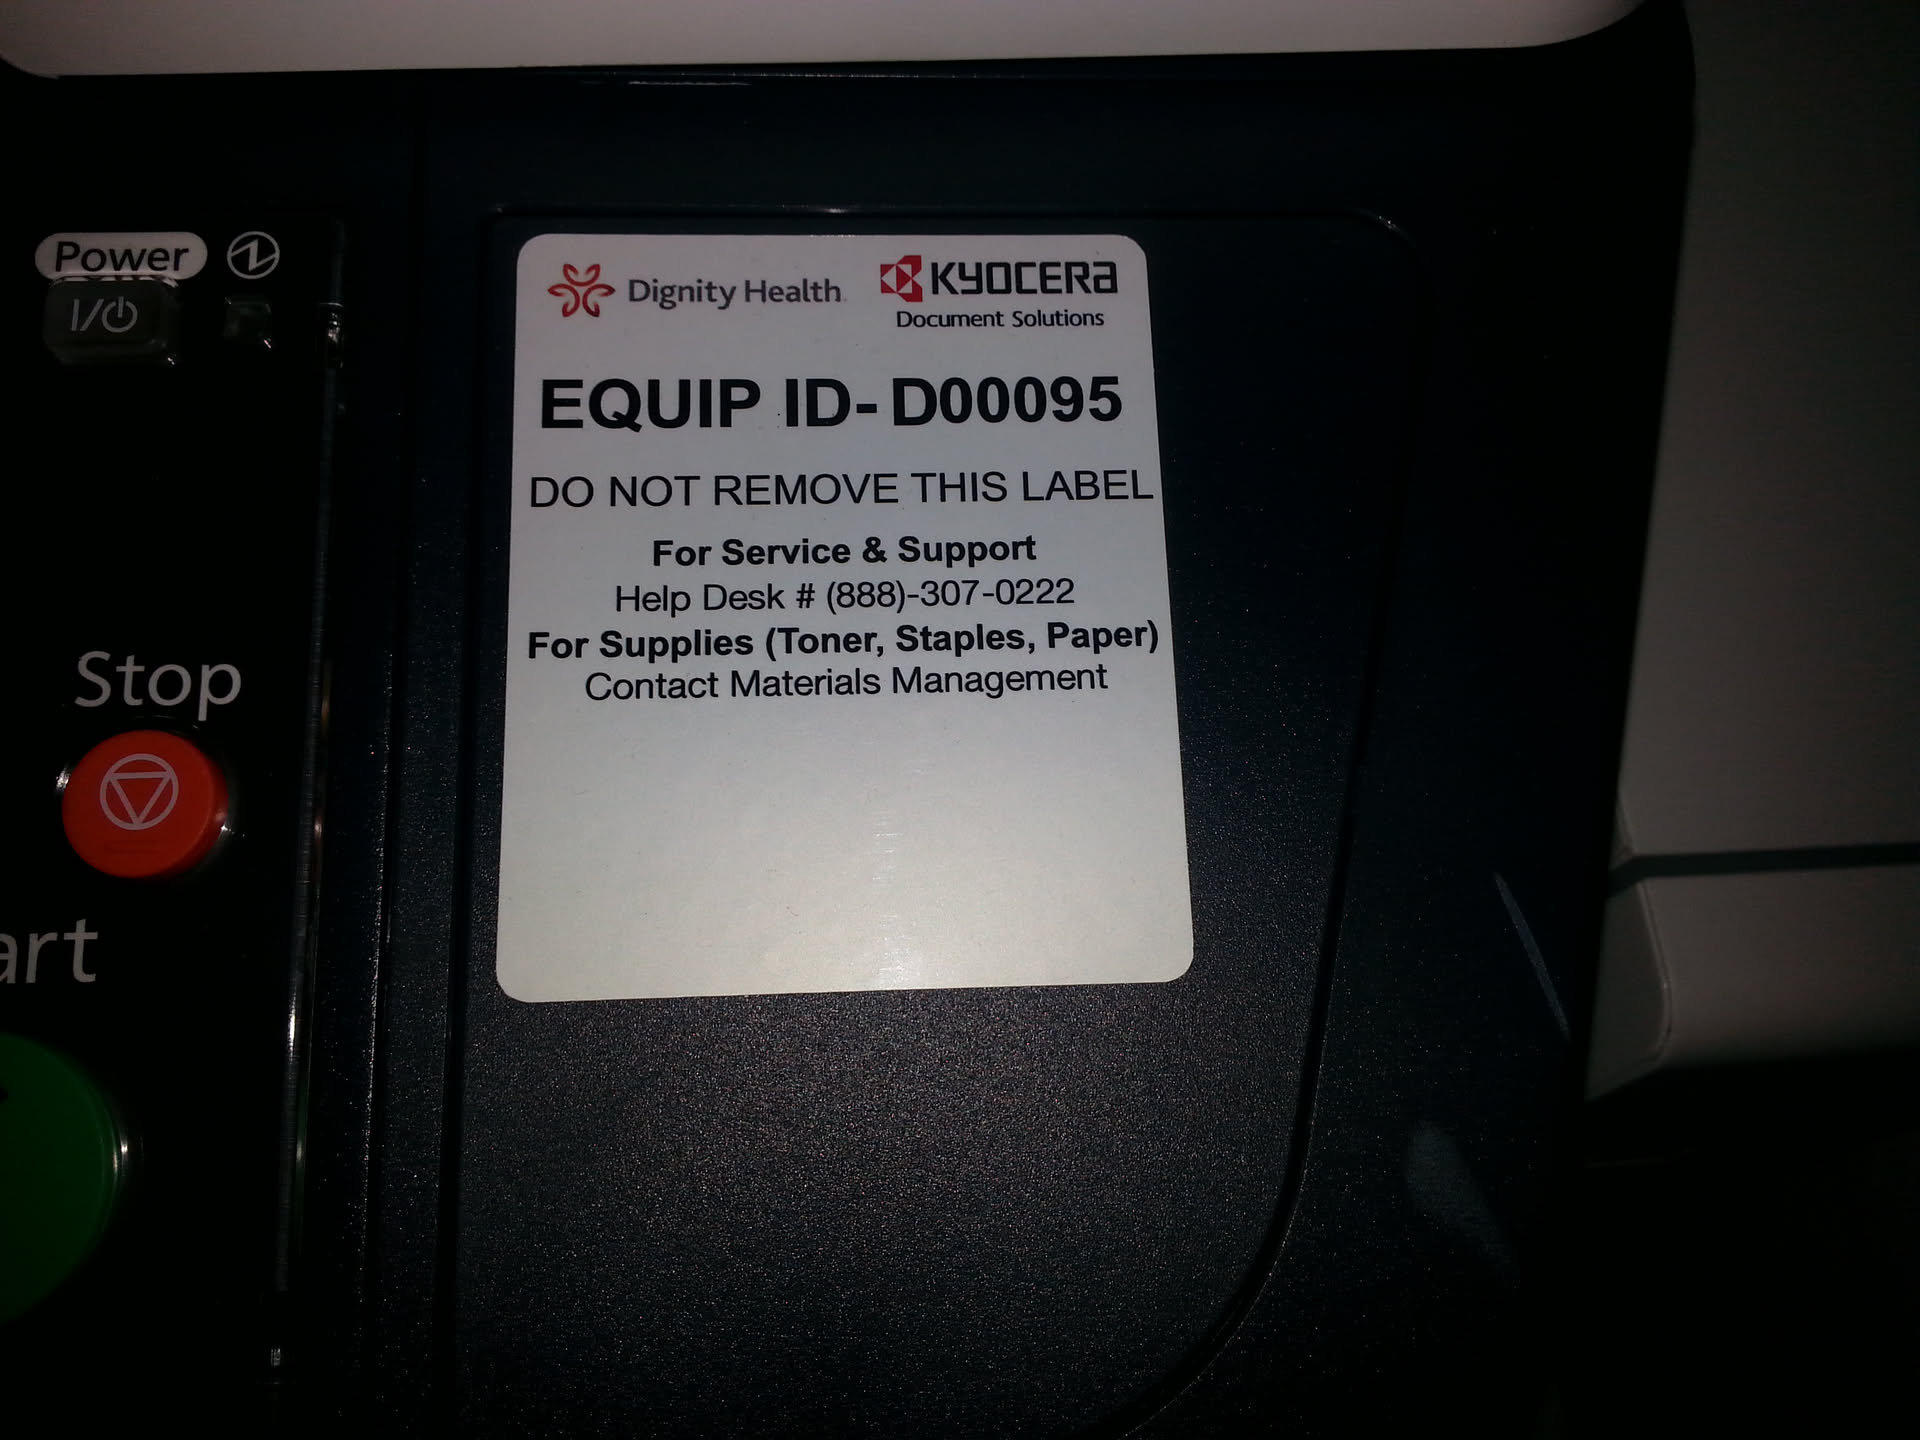 Power
I/⏻
Dignity Health
KYOCERA
Document Solutions
EQUIP ID- D00095
DO NOT REMOVE THIS LABEL
For Service & Support
Help Desk # (888)-307-0222
For Supplies (Toner, Staples, Paper)
Contact Materials Management
Stop
art